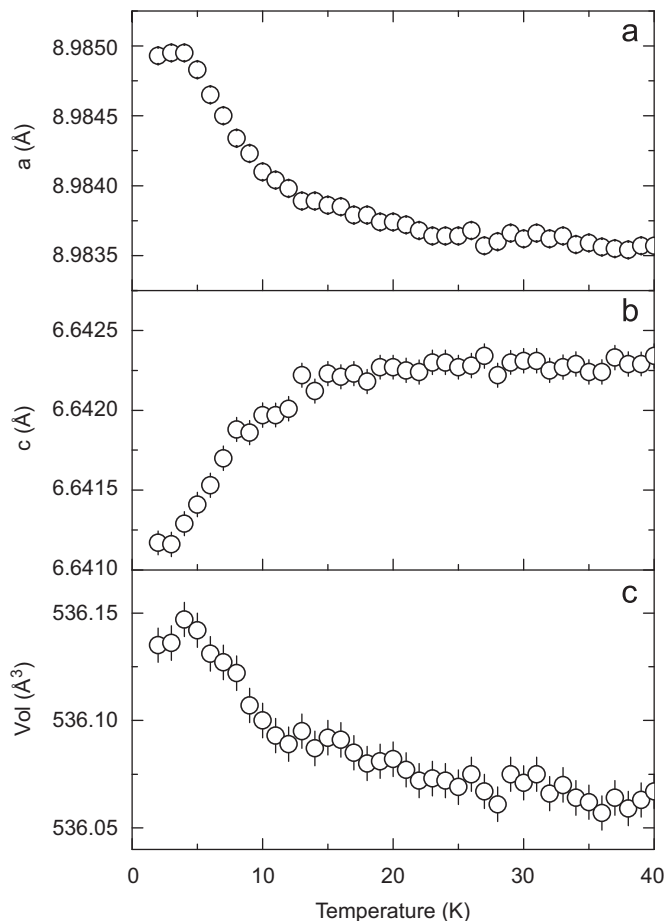 a
8.9850
8.9845
8.9840
8.9835
a (Å)
b
6.6425
6.6420
6.6415
6.6410
c (Å)
c
536.15
536.10
536.05
Vol (Å³)
0 10 20 30 40
Temperature (K)